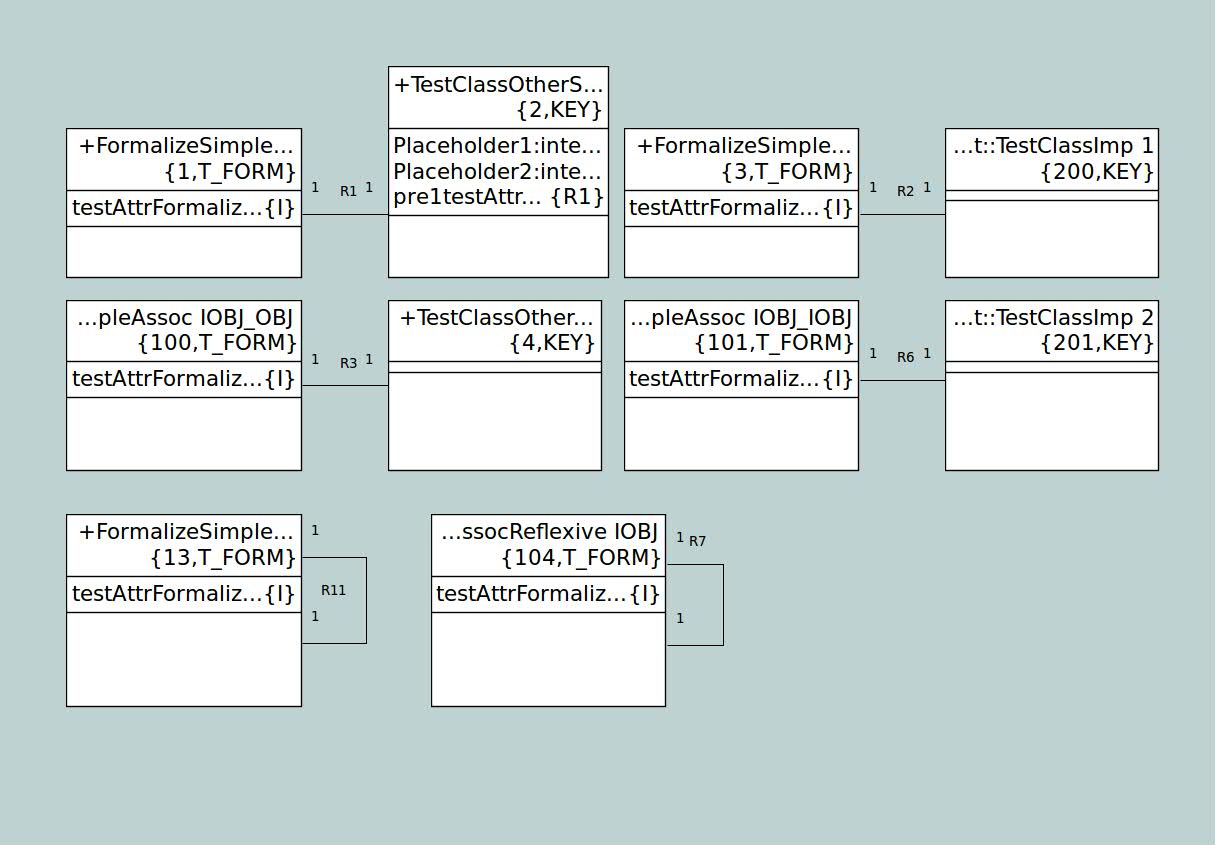 +TestClassOtherS...
{2,KEY}
Placeholder1:inte...
Placeholder2:inte...
pre1testAttr... {R1}
+FormalizeSimple...
{1,T_FORM}
testAttrFormaliz...{I}
1 R1 1
+FormalizeSimple...
{3,T_FORM}
testAttrFormaliz...{I}
1 R2 1
...t::TestClassImp 1
{200,KEY}
...pleAssoc IOBJ_OBJ
{100,T_FORM}
testAttrFormaliz...{I}
1 R3 1
+TestClassOther...
{4,KEY}
...pleAssoc IOBJ_IOBJ
{101,T_FORM}
testAttrFormaliz...{I}
1 R6 1
...t::TestClassImp 2
{201,KEY}
+FormalizeSimple...
{13,T_FORM}
testAttrFormaliz...{I}
1
R11
1
...ssocReflexive IOBJ
{104,T_FORM}
testAttrFormaliz...{I}
1 R7
1